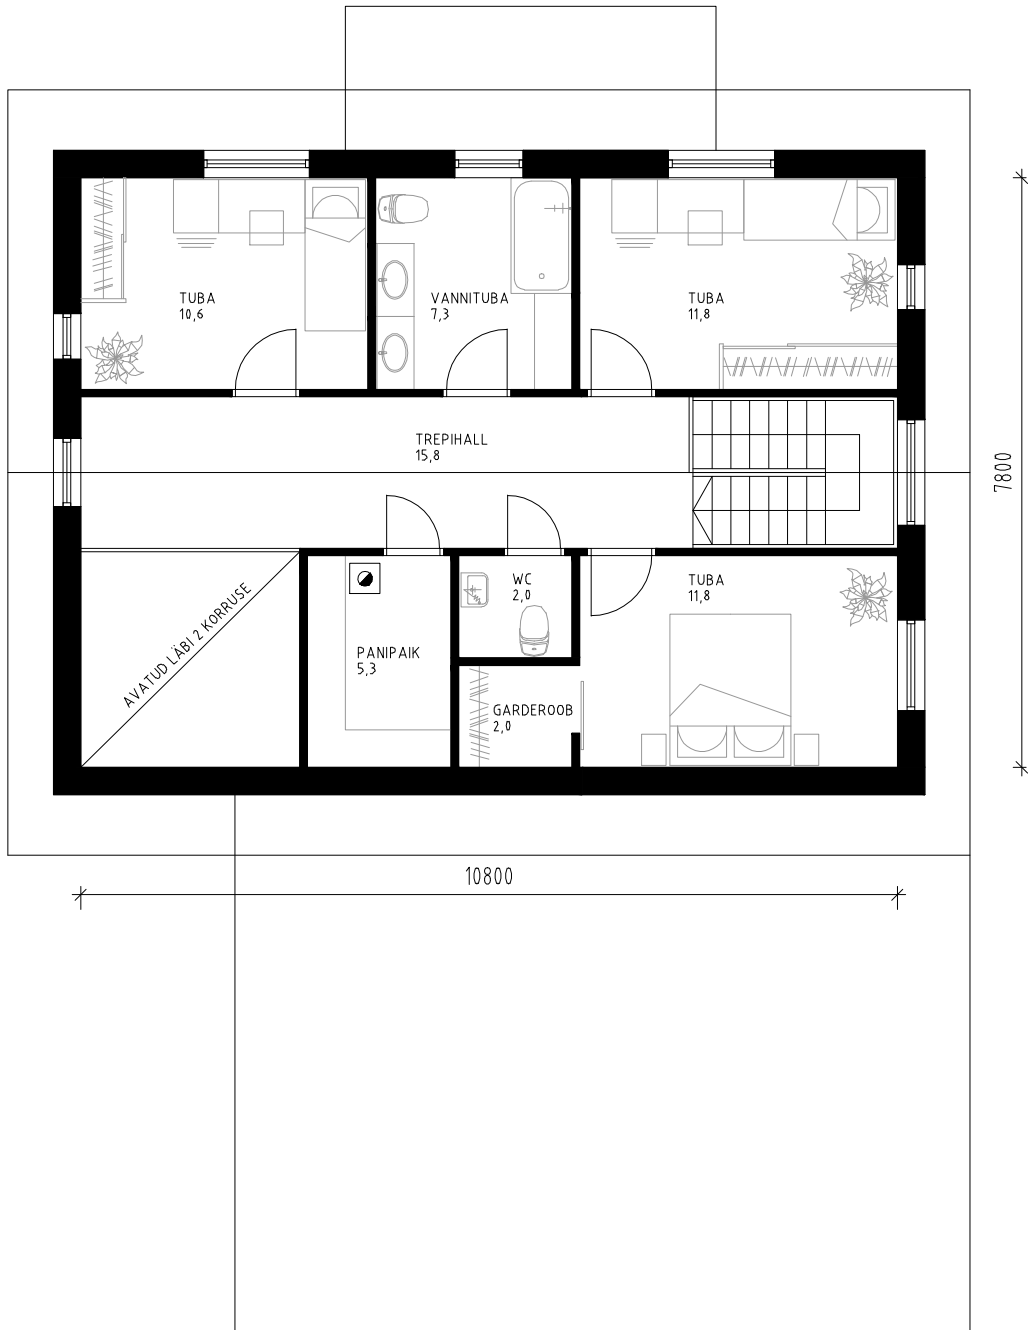 TUBA
10,6
VANNITUBA
7,3
TUBA
11,8
TREPIHALL
15,8
7800
AVATUD LÄBI 2 KORRUSE
PANIPAIK
5,3
WC
2,0
TUBA
11,8
GARDEROOB
2,0
10800